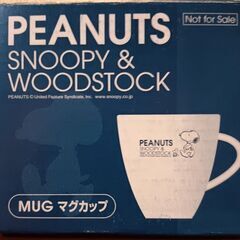 Not for Sale
PEANUTS
SNOOPY &
WOODSTOCK
PEANUTS © United Feature Syndicate, Inc. www.snoopy.co.jp
PEANUTS
SNOOPY &
WOODSTOCK
MUG マグカップ